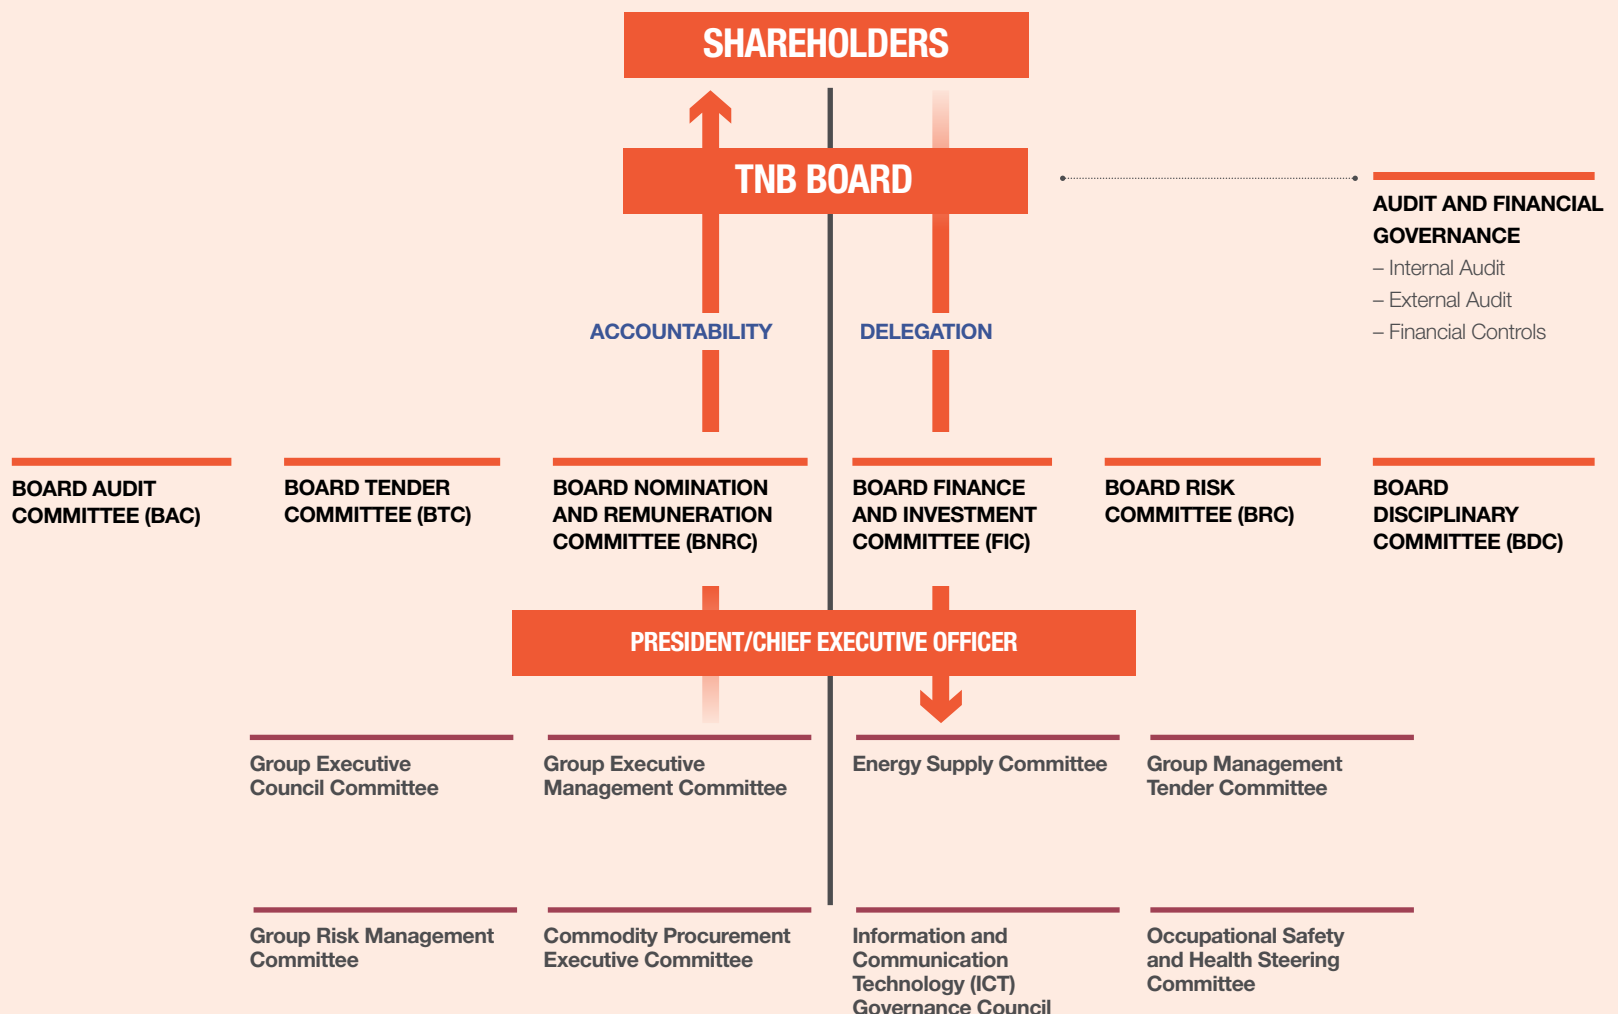 SHAREHOLDERS
TNB BOARD
AUDIT AND FINANCIAL
GOVERNANCE
– Internal Audit
– External Audit
– Financial Controls
ACCOUNTABILITY
DELEGATION
BOARD AUDIT
COMMITTEE (BAC)
BOARD TENDER
COMMITTEE (BTC)
BOARD NOMINATION
AND REMUNERATION
COMMITTEE (BNRC)
BOARD FINANCE
AND INVESTMENT
COMMITTEE (FIC)
BOARD RISK
COMMITTEE (BRC)
BOARD
DISCIPLINARY
COMMITTEE (BDC)
PRESIDENT/CHIEF EXECUTIVE OFFICER
Group Executive
Council Committee
Group Executive
Management Committee
Energy Supply Committee
Group Management
Tender Committee
Group Risk Management
Committee
Commodity Procurement
Executive Committee
Information and
Communication
Technology (ICT)
Governance Council
Occupational Safety
and Health Steering
Committee